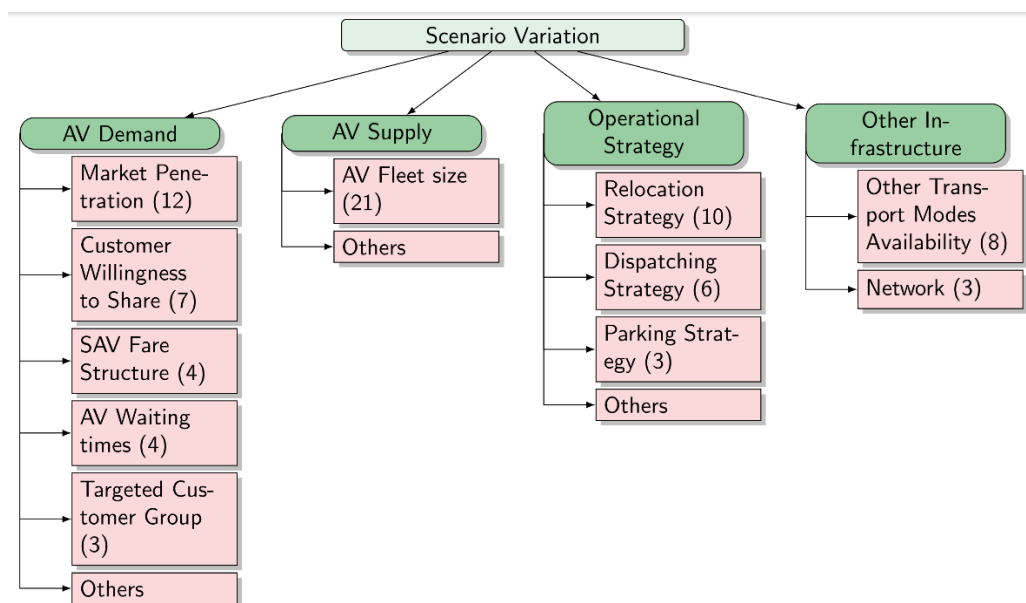 Scenario Variation
AV Demand
Market Pene-
tration (12)
Customer
Willingness
to Share (7)
SAV Fare
Structure (4)
AV Waiting
times (4)
Targeted Cus-
tomer Group
(3)
Others
AV Supply
AV Fleet size
(21)
Others
Operational
Strategy
Relocation
Strategy (10)
Dispatching
Strategy (6)
Parking Strat-
egy (3)
Others
Other In-
frastructure
Other Trans-
port Modes
Availability (8)
Network (3)